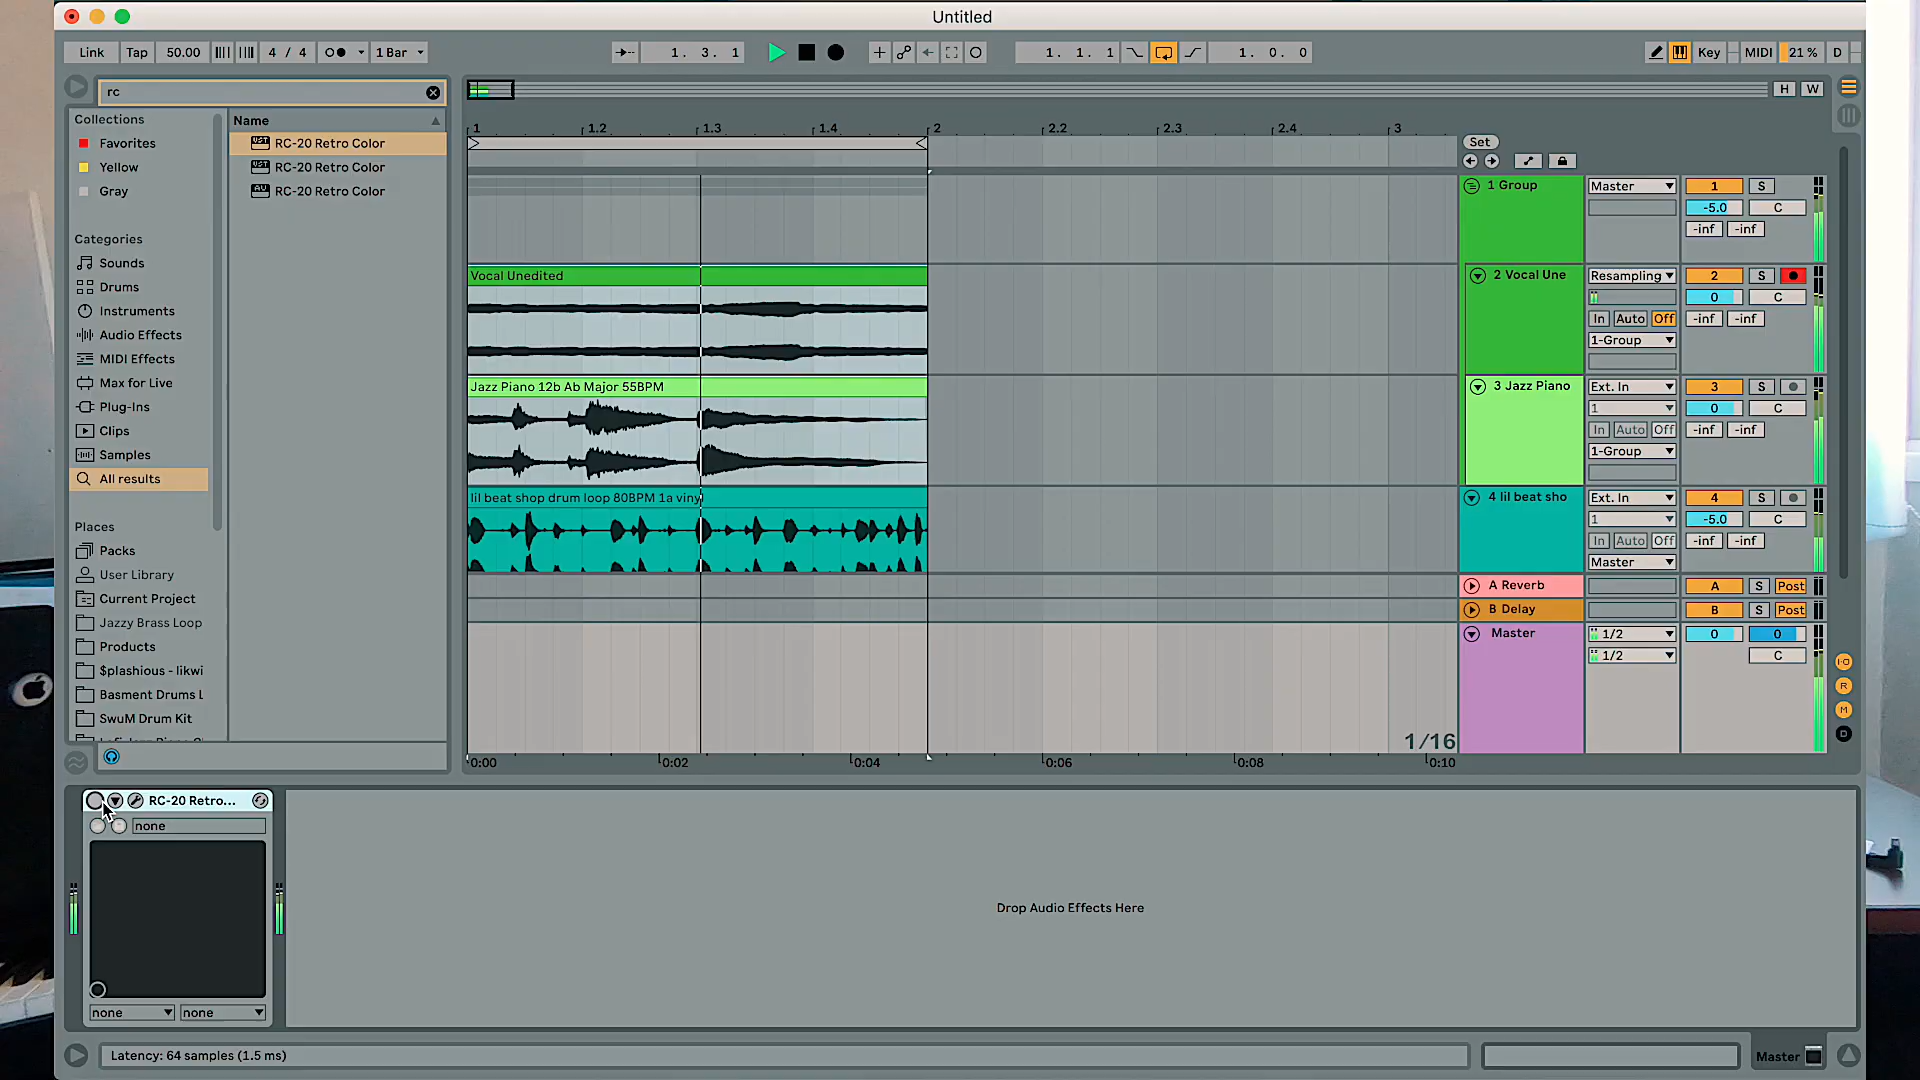 Untitled
Link Tap 50.00 4 / 4 1 Bar 1. 3. 1 1. 1. 1 1. 0. 0 Key MIDI 21 % D
rc H W
Collections
Favorites
Yellow
Gray
Categories
Sounds
Drums
Instruments
Audio Effects
MIDI Effects
Max for Live
Plug-Ins
Clips
Samples
All results
Places
Packs
User Library
Current Project
Jazzy Brass Loop
Products
$plashious - likwi
Basment Drums L
SwuM Drum Kit
Name
RC-20 Retro Color
RC-20 Retro Color
RC-20 Retro Color
1 1.2 1.3 1.4 2 2.2 2.3 2.4 3
Set
1 Group Master 1 S
-5.0 C
-inf -inf
Vocal Unedited
2 Vocal Une Resampling 2 S
0 C
In Auto Off -inf -inf
1-Group
Jazz Piano 12b Ab Major 55BPM
3 Jazz Piano Ext. In 3 S
1 0 C
In Auto Off -inf -inf
1-Group
lil beat shop drum loop 80BPM 1a viny
4 lil beat sho Ext. In 4 S
1 -5.0 C
In Auto Off -inf -inf
Master
A Reverb A S Post
B Delay B S Post
Master 1/2 0 0
1/2 C
1/16
0:00 0:02 0:04 0:06 0:08 0:10
I·O
R
M
D
RC-20 Retro...
none
none none
Drop Audio Effects Here
Latency: 64 samples (1.5 ms)
Master